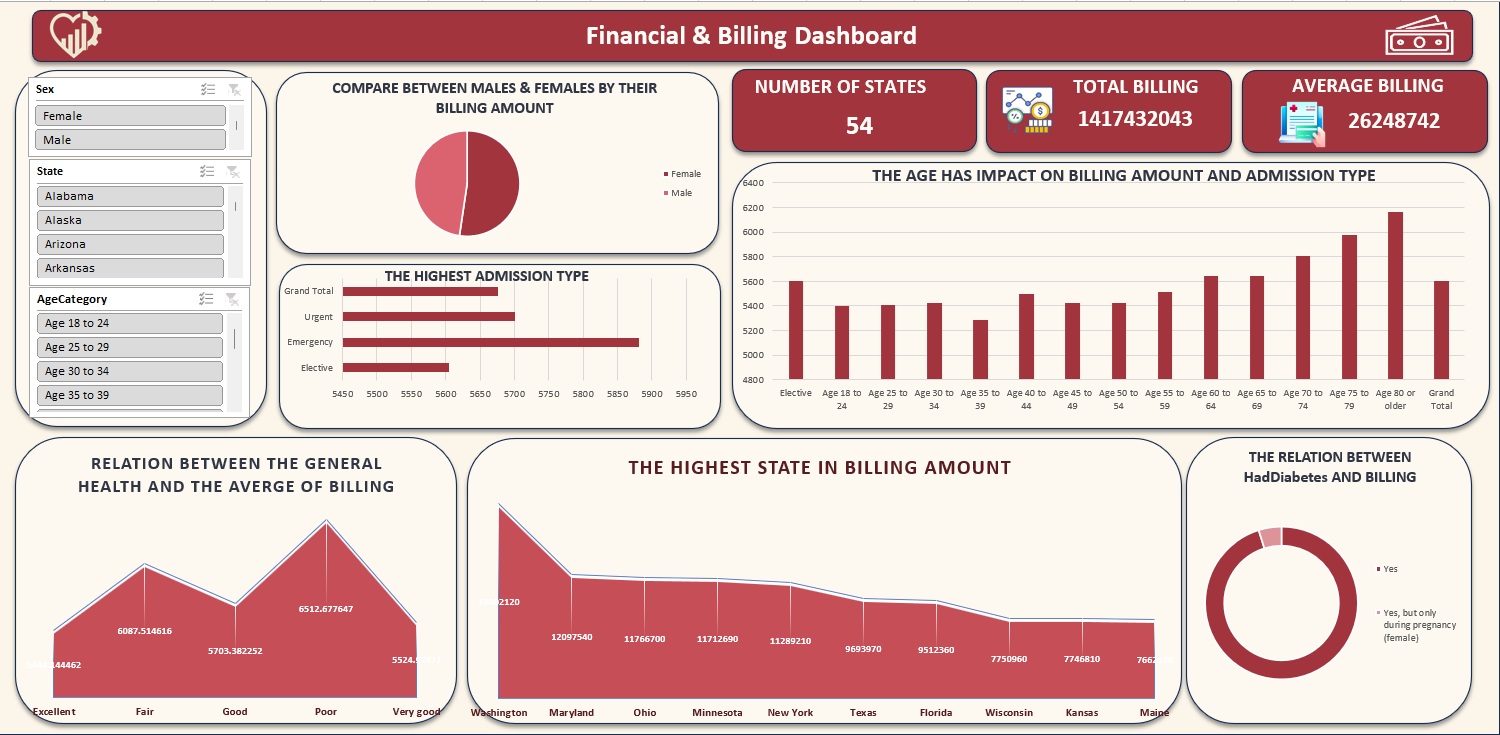 Financial & Billing Dashboard
Sex
Female
Male
State
Alabama
Alaska
Arizona
Arkansas
AgeCategory
Age 18 to 24
Age 25 to 29
Age 30 to 34
Age 35 to 39
COMPARE BETWEEN MALES & FEMALES BY THEIR
BILLING AMOUNT
Female
Male
NUMBER OF STATES
54
TOTAL BILLING
1417432043
AVERAGE BILLING
26248742
THE HIGHEST ADMISSION TYPE
Grand Total
Urgent
Emergency
Elective
5450 5500 5550 5600 5650 5700 5750 5800 5850 5900 5950
THE AGE HAS IMPACT ON BILLING AMOUNT AND ADMISSION TYPE
6400
6200
6000
5800
5600
5400
5200
5000
4800
Elective
Age 18 to
24
Age 25 to
29
Age 30 to
34
Age 35 to
39
Age 40 to
44
Age 45 to
49
Age 50 to
54
Age 55 to
59
Age 60 to
64
Age 65 to
69
Age 70 to
74
Age 75 to
79
Age 80 or
older
Grand
Total
RELATION BETWEEN THE GENERAL
HEALTH AND THE AVERGE OF BILLING
6087.514616
5703.382252
6512.677647
Excellent Fair Good Poor Very good
THE HIGHEST STATE IN BILLING AMOUNT
12097540
11766700
11712690
11289210
9693970
9512360
7750960
7746810
Washington Maryland Ohio Minnesota New York Texas Florida Wisconsin Kansas Maine
THE RELATION BETWEEN
HadDiabetes AND BILLING
Yes
Yes, but only
during pregnancy
(female)